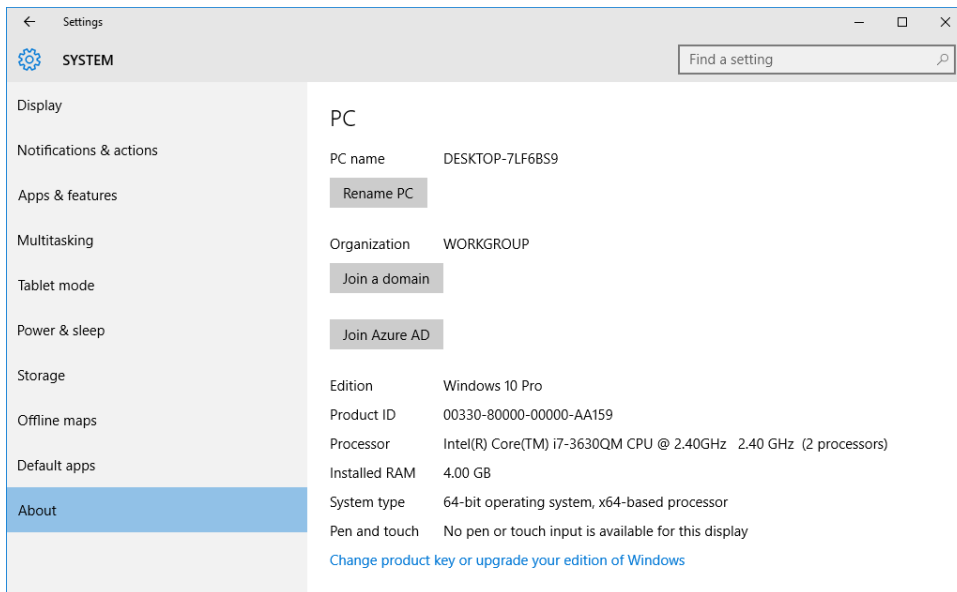 Settings
SYSTEM
Find a setting
Display
Notifications & actions
Apps & features
Multitasking
Tablet mode
Power & sleep
Storage
Offline maps
Default apps
About
PC
PC name DESKTOP-7LF6BS9
Rename PC
Organization WORKGROUP
Join a domain
Join Azure AD
Edition Windows 10 Pro
Product ID 00330-80000-00000-AA159
Processor Intel(R) Core(TM) i7-3630QM CPU @ 2.40GHz 2.40 GHz (2 processors)
Installed RAM 4.00 GB
System type 64-bit operating system, x64-based processor
Pen and touch No pen or touch input is available for this display
Change product key or upgrade your edition of Windows